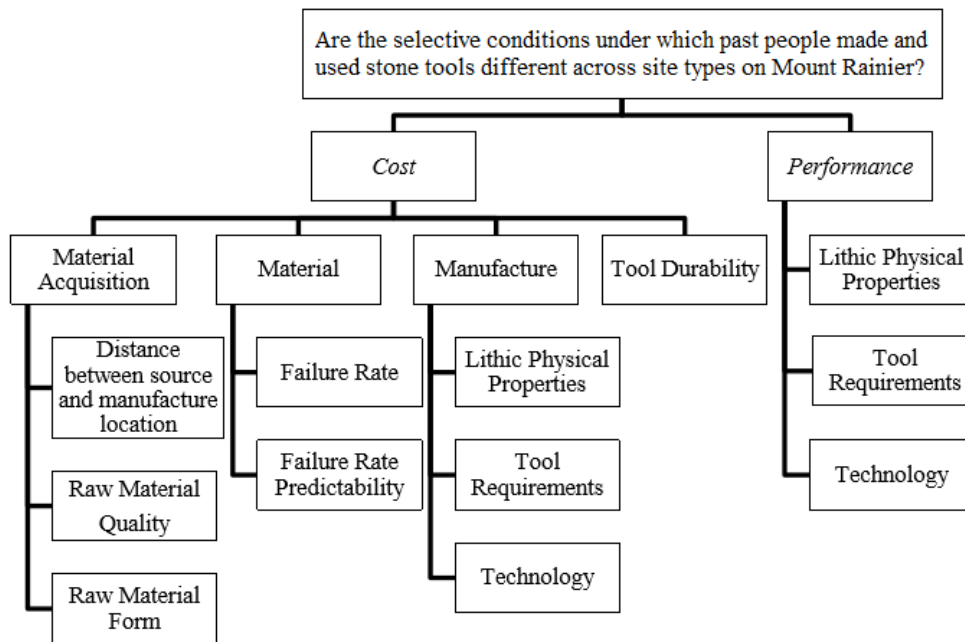 Are the selective conditions under which past people made and
used stone tools different across site types on Mount Rainier?
Cost
Performance
Material
Acquisition
Material
Manufacture
Tool Durability
Lithic Physical
Properties
Distance
between source
and manufacture
location
Failure Rate
Lithic Physical
Properties
Tool
Requirements
Raw Material
Quality
Failure Rate
Predictability
Tool
Requirements
Technology
Raw Material
Form
Technology